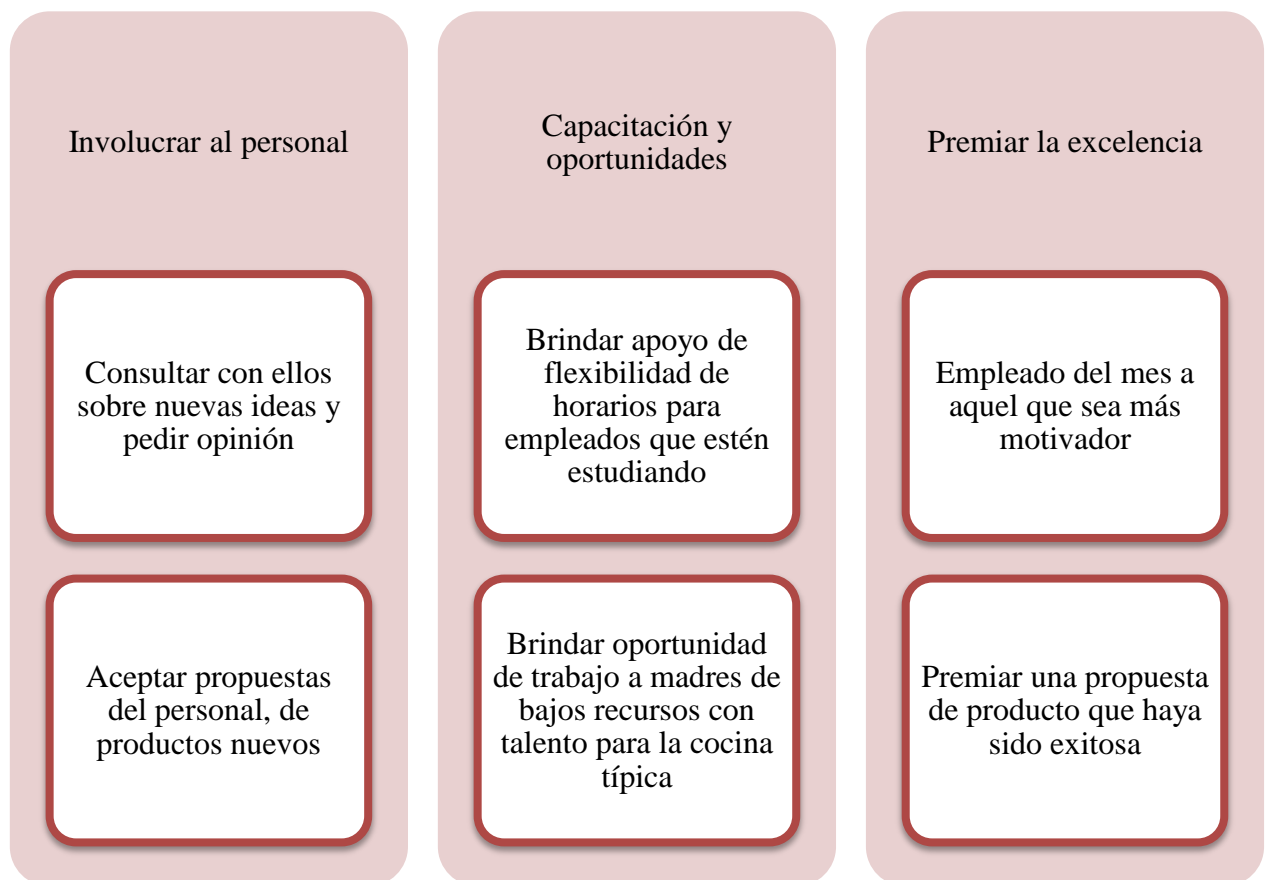 Involucrar al personal
Consultar con ellos
sobre nuevas ideas y
pedir opinión
Aceptar propuestas
del personal, de
productos nuevos
Capacitación y
oportunidades
Brindar apoyo de
flexibilidad de
horarios para
empleados que estén
estudiando
Brindar oportunidad
de trabajo a madres de
bajos recursos con
talento para la cocina
típica
Premiar la excelencia
Empleado del mes a
aquel que sea más
motivador
Premiar una propuesta
de producto que haya
sido exitosa